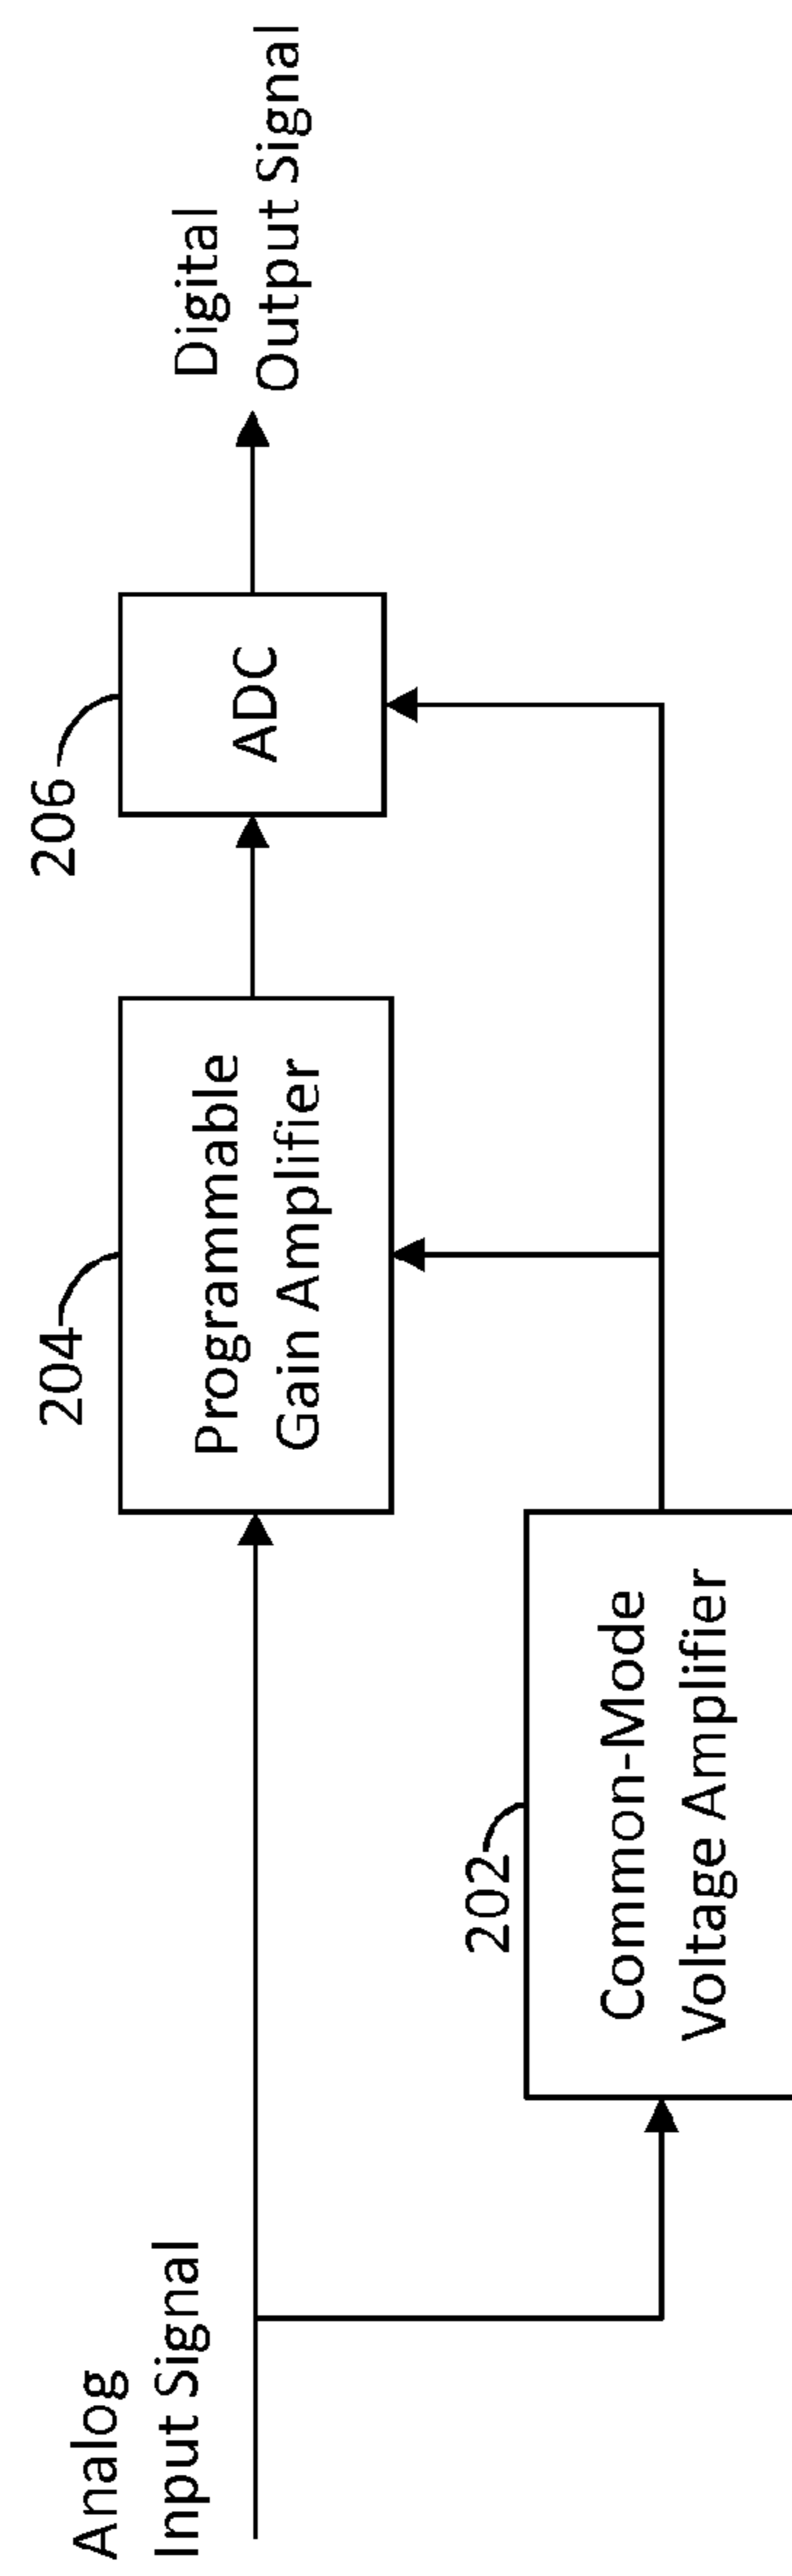 Analog
Input Signal
202
Common-Mode
Voltage Amplifier
204
Programmable
Gain Amplifier
206
ADC
Digital
Output Signal